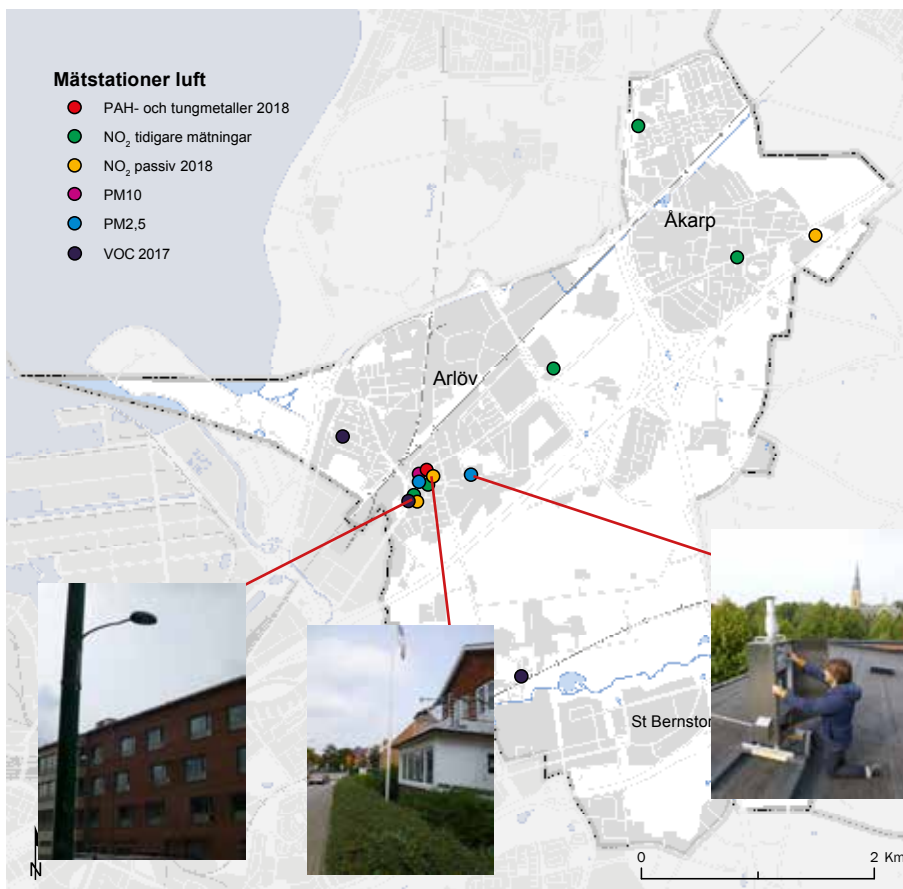 Mätstationer luft
PAH- och tungmetaller 2018
NO₂ tidigare mätningar
NO₂ passiv 2018
PM10
PM2,5
VOC 2017
Åkarp
Arlöv
St Bernstor
N
0 2 Km